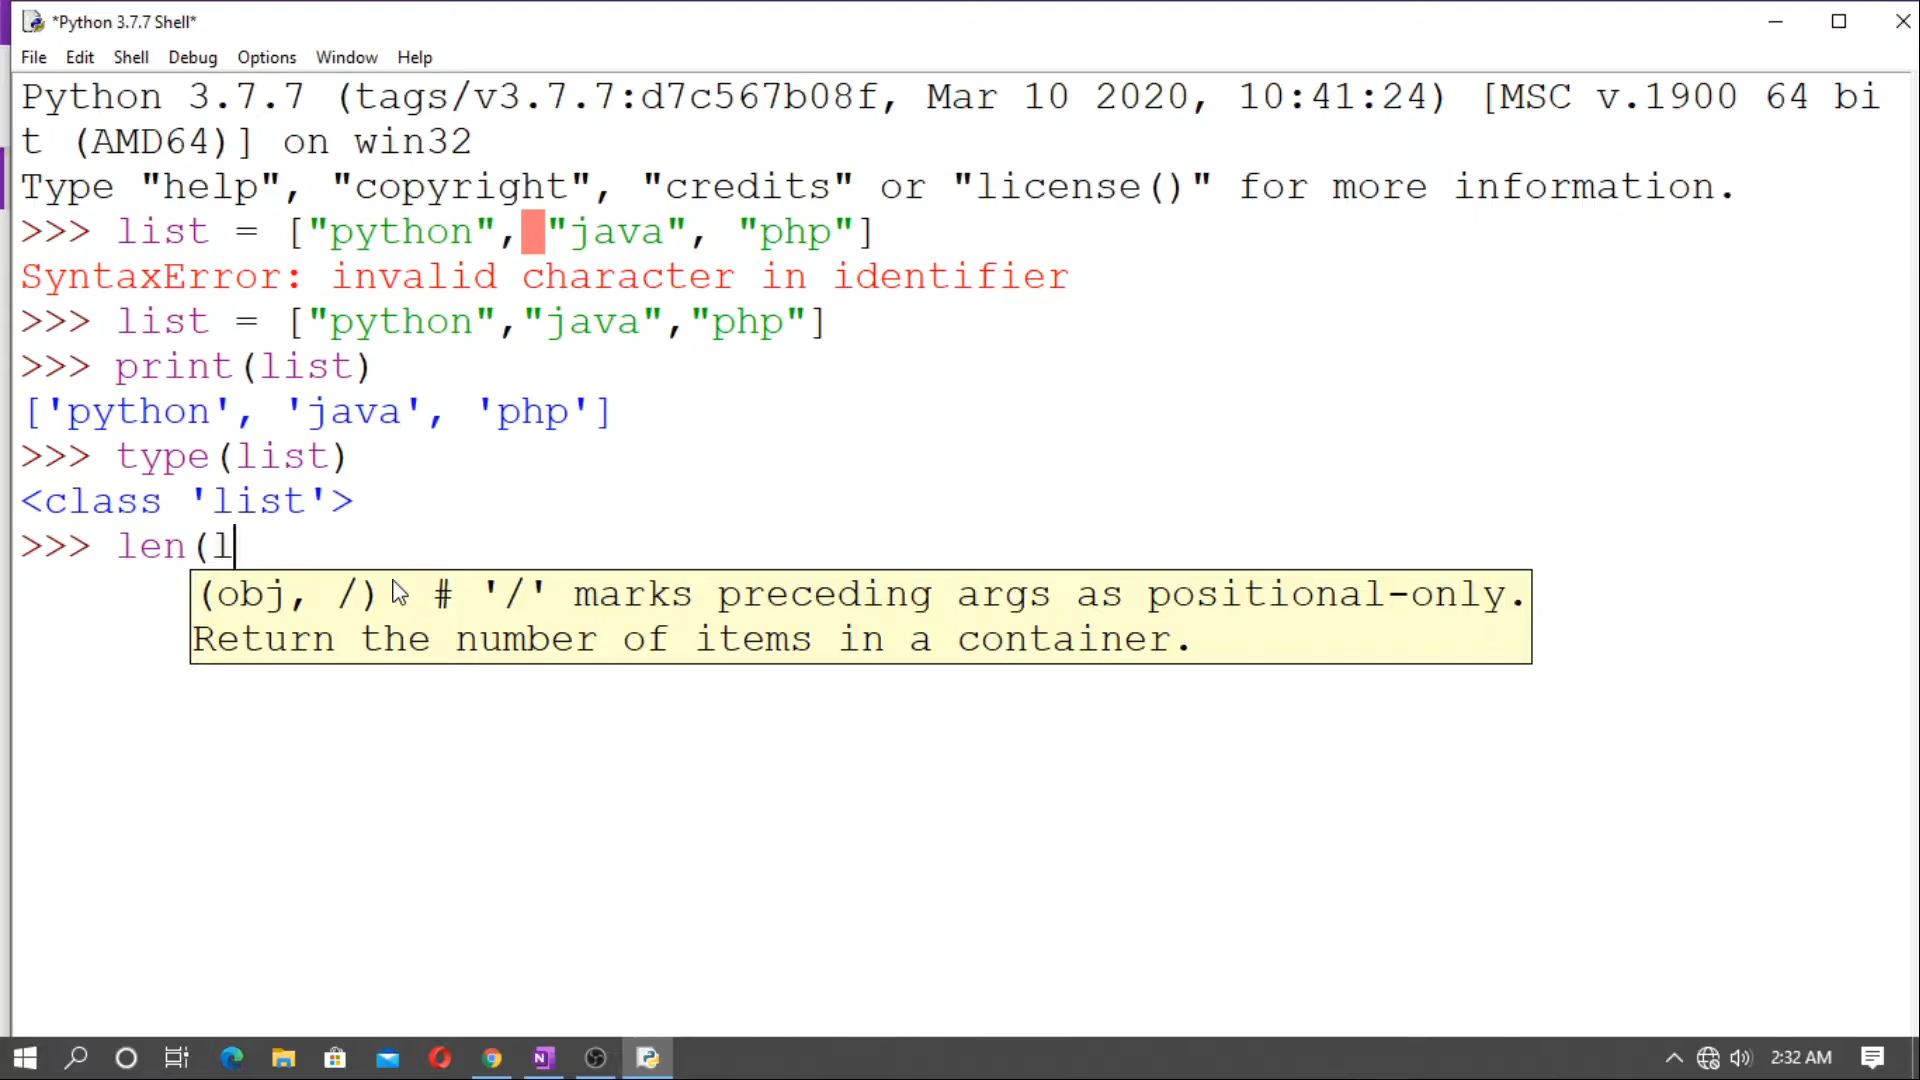 *Python 3.7.7 Shell*
File Edit Shell Debug Options Window Help
Python 3.7.7 (tags/v3.7.7:d7c567b08f, Mar 10 2020, 10:41:24) [MSC v.1900 64 bi
t (AMD64)] on win32
Type "help", "copyright", "credits" or "license()" for more information.
>>> list = ["python", "java", "php"]
SyntaxError: invalid character in identifier
>>> list = ["python","java","php"]
>>> print(list)
['python', 'java', 'php']
>>> type(list)
<class 'list'>
>>> len(l
(obj, /)  # '/' marks preceding args as positional-only.
Return the number of items in a container.
2:32 AM